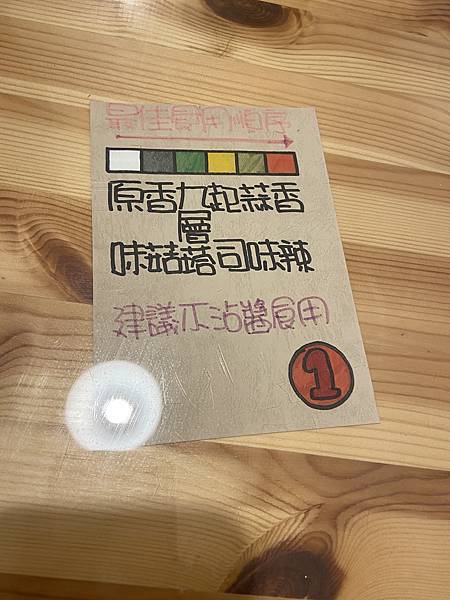 最佳食用順序
原香九起蒜香
層
味菇塔司味辣
建議不沾醬食用
1